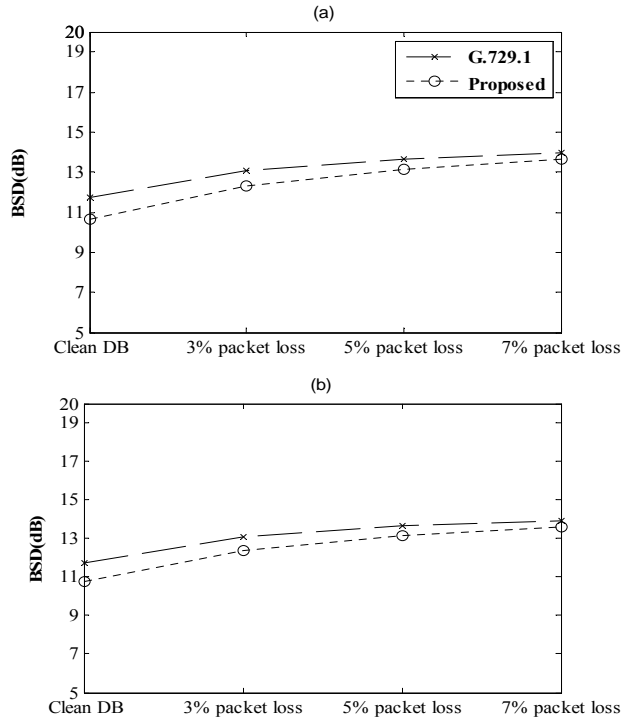 (a)
20
19
17
15
13
11
9
7
5
BSD(dB)
G.729.1
Proposed
Clean DB
3% packet loss
5% packet loss
7% packet loss
(b)
20
19
17
15
13
11
9
7
5
BSD(dB)
Clean DB
3% packet loss
5% packet loss
7% packet loss